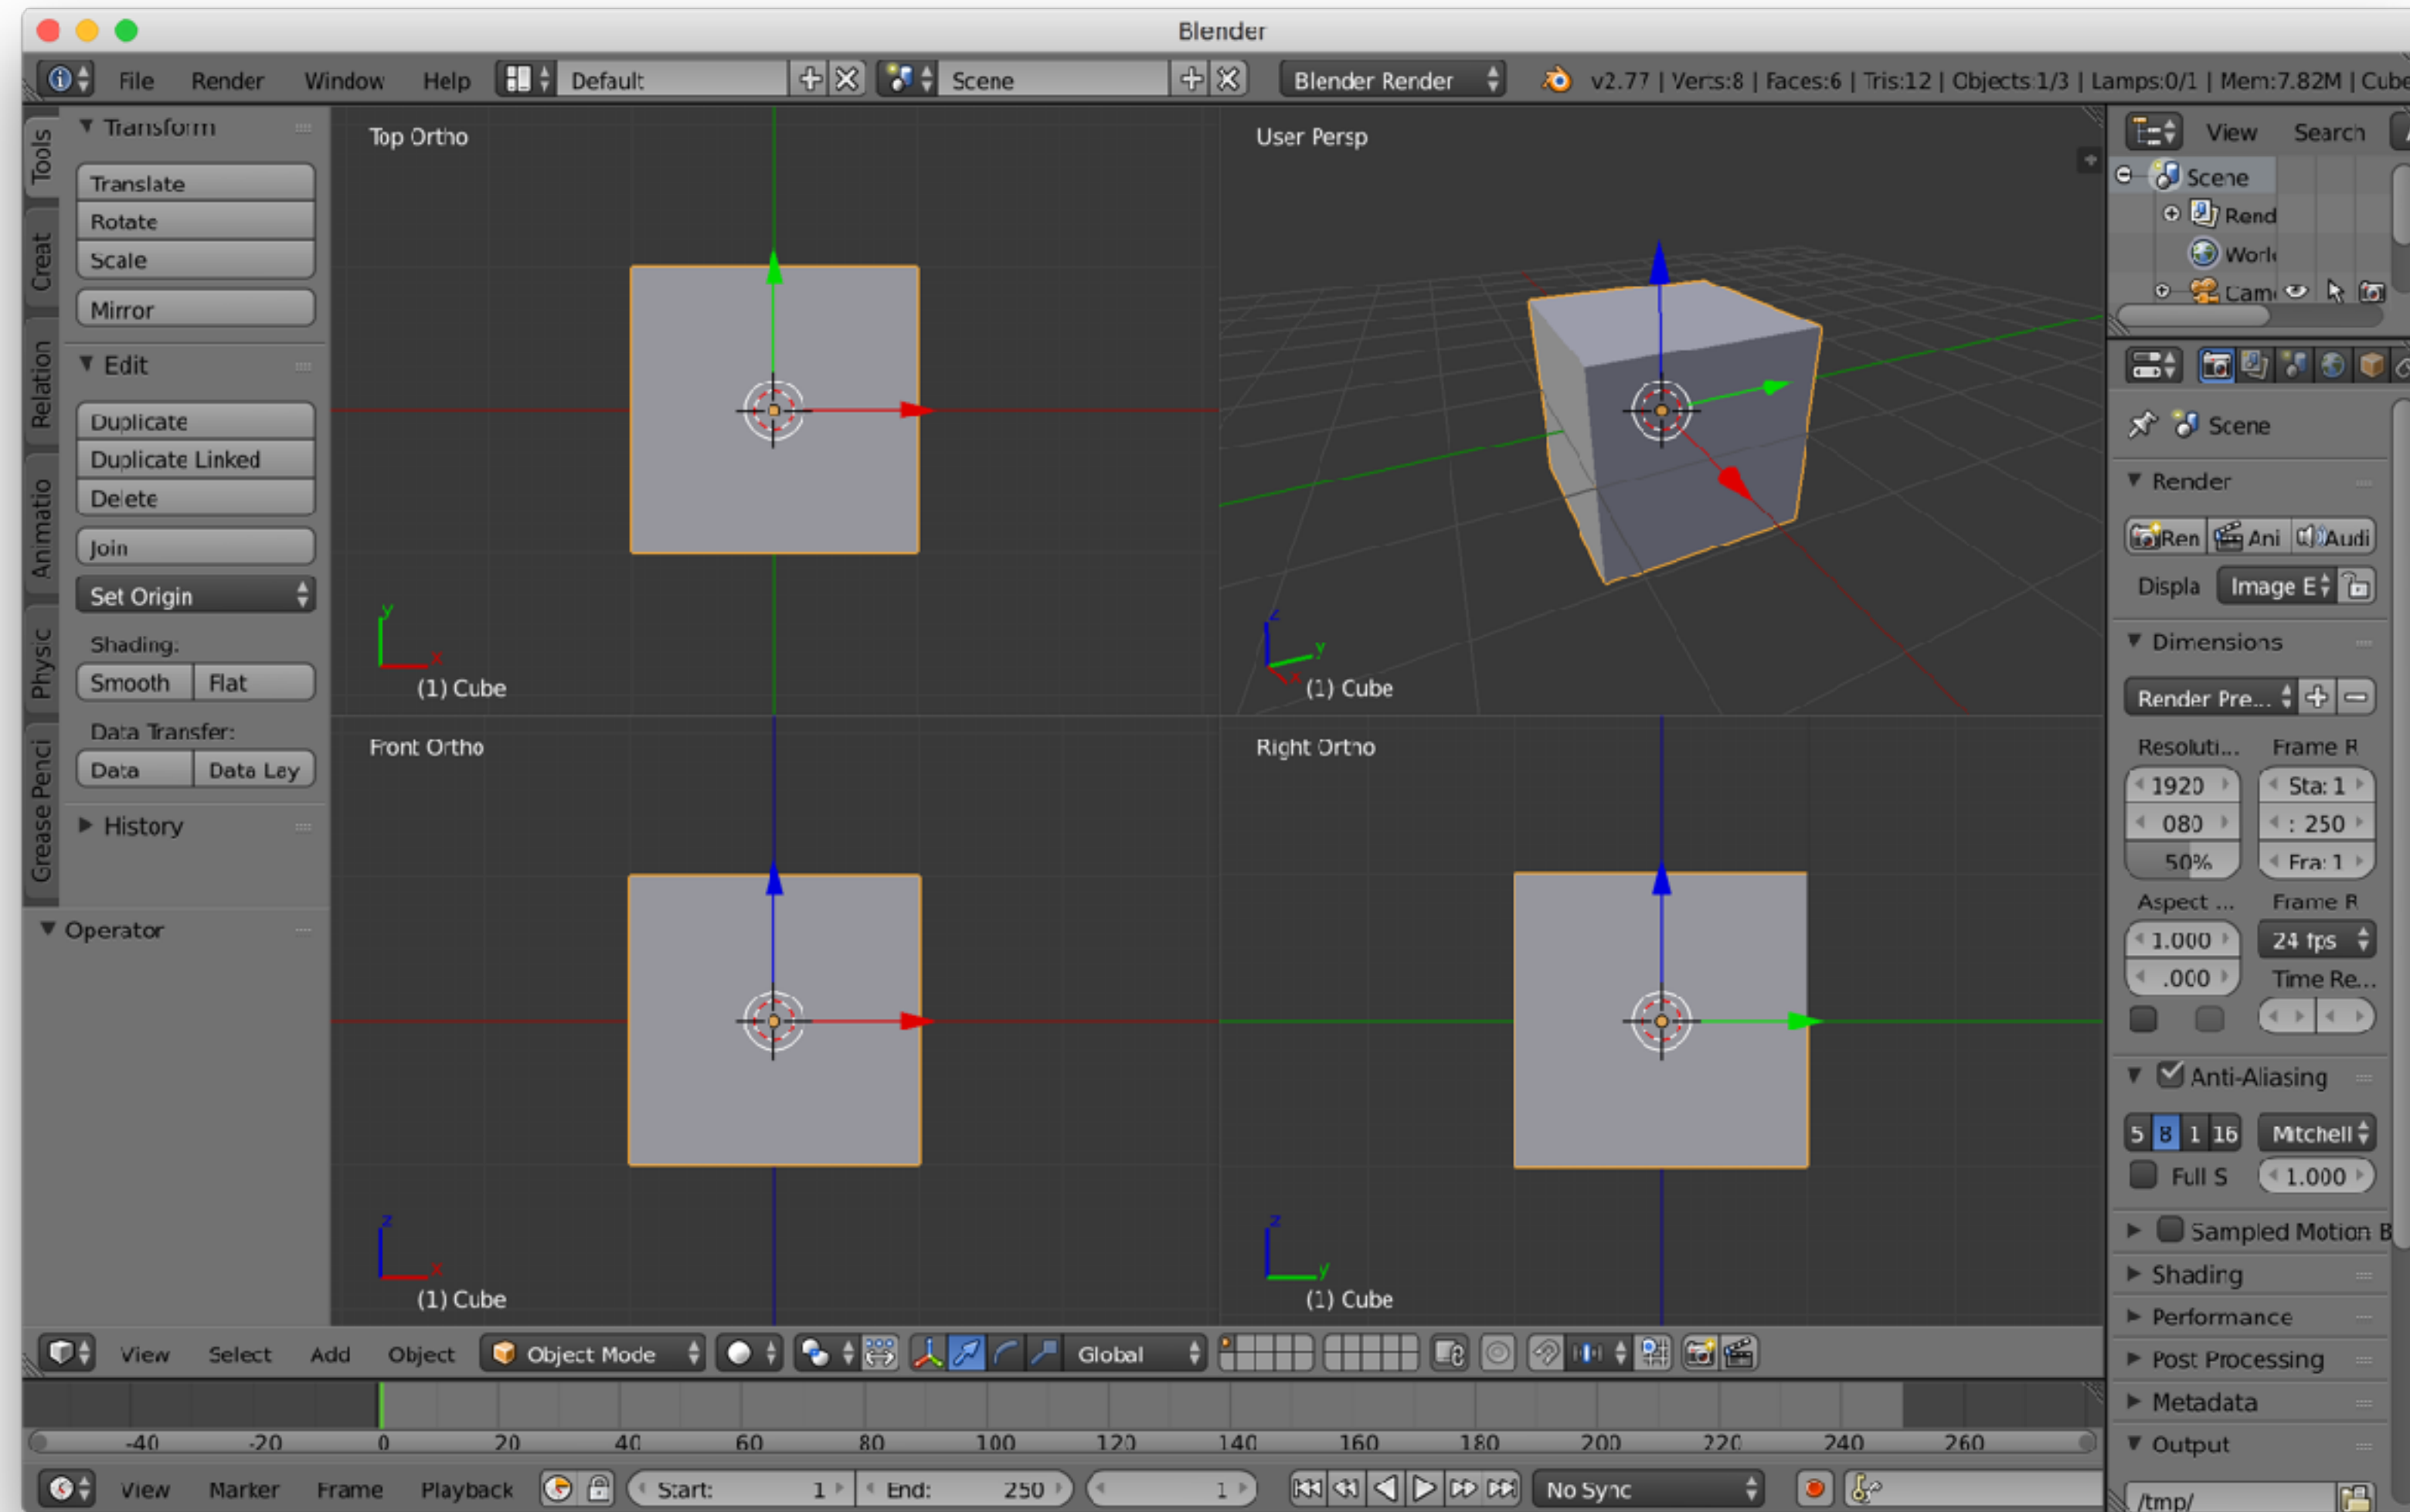 Blender
File Render Window Help Default Scene Blender Render v2.77 | Verts:8 | Faces:6 | Tris:12 | Objects:1/3 | Lamps:0/1 | Mem:7.82M | Cube
Tools
Creat
Relation
Animatio
Physic
Grease Penci
Transform
Translate
Rotate
Scale
Mirror
Edit
Duplicate
Duplicate Linked
Delete
Join
Set Origin
Shading:
Smooth Flat
Data Transfer:
Data Data Lay
History
Operator
Top Ortho
y
x
(1) Cube
User Persp
z
y
x
(1) Cube
Front Ortho
z
x
(1) Cube
Right Ortho
z
y
(1) Cube
View Search
Scene
Rend
Worl
Cam
Scene
Render
Ren Ani Audi
Displa Image E
Dimensions
Render Pre...
Resoluti... Frame R
1920 Sta: 1
080 : 250
50% Fra: 1
Aspect ... Frame R
1.000 24 fps
.000 Time Re...
Anti-Aliasing
5 8 1 16 Mitchell
Full S 1.000
Sampled Motion B
Shading
Performance
Post Processing
Metadata
Output
/tmp/
View Select Add Object Object Mode Global
-40 -20 0 20 40 60 80 100 120 140 160 180 200 220 240 260
View Marker Frame Playback Start: 1 End: 250 1 No Sync